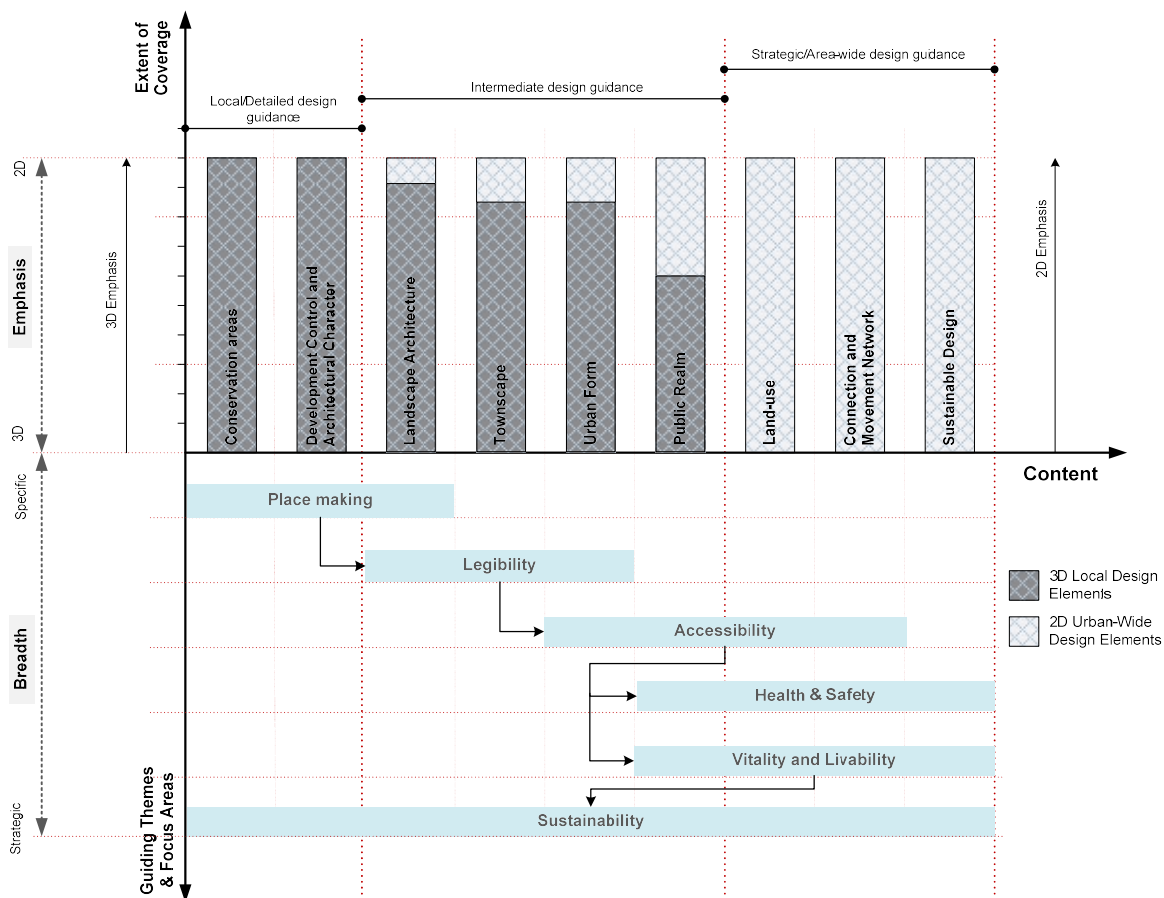 Extent of
Coverage
Strategic/Area-wide design guidance
Intermediate design guidance
Local/Detailed design
guidance
2D
Emphasis
3D
3D Emphasis
2D Emphasis
Conservation areas
Development Control and
Architectural Character
Landscape Architecture
Townscape
Urban Form
Public Realm
Land-use
Connection and
Movement Network
Sustainable Design
Content
Specific
Breadth
Strategic
Place making
Legibility
Accessibility
Health & Safety
Vitality and Livability
Sustainability
3D Local Design
Elements
2D Urban-Wide
Design Elements
Guiding Themes
& Focus Areas